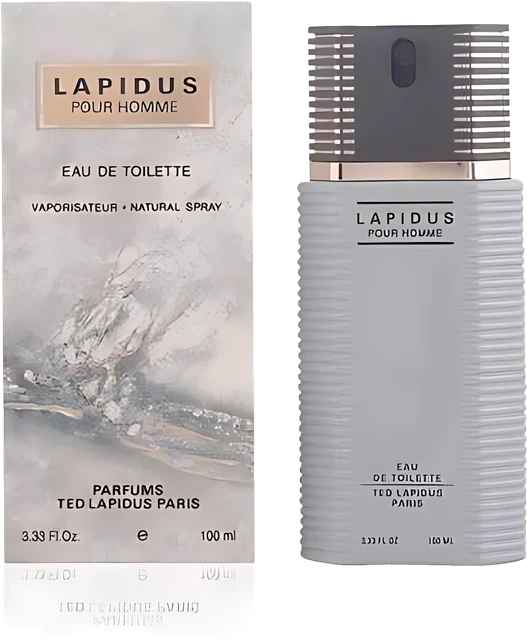 LAPIDUS
POUR HOMME
EAU DE TOILETTE
VAPORISATEUR • NATURAL SPRAY
PARFUMS
TED LAPIDUS PARIS
3.33 Fl.Oz. e 100 ml
LAPIDUS
POUR HOMME
EAU
DE TOILETTE
TED LAPIDUS
PARIS
3.33 Fl OZ 100 ML